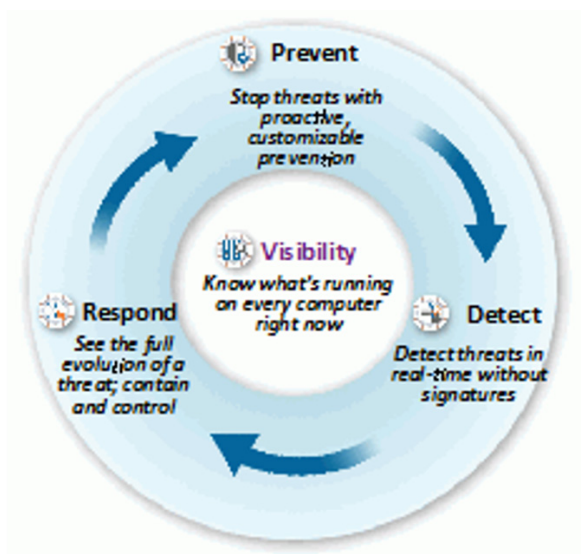 Prevent
Stop threats with
proactive,
customizable
prevention
Visibility
Know what's running
on every computer
right now
Respond
See the full
evolution of a
threat; contain
and control
Detect
Detect threats in
real-time without
signatures